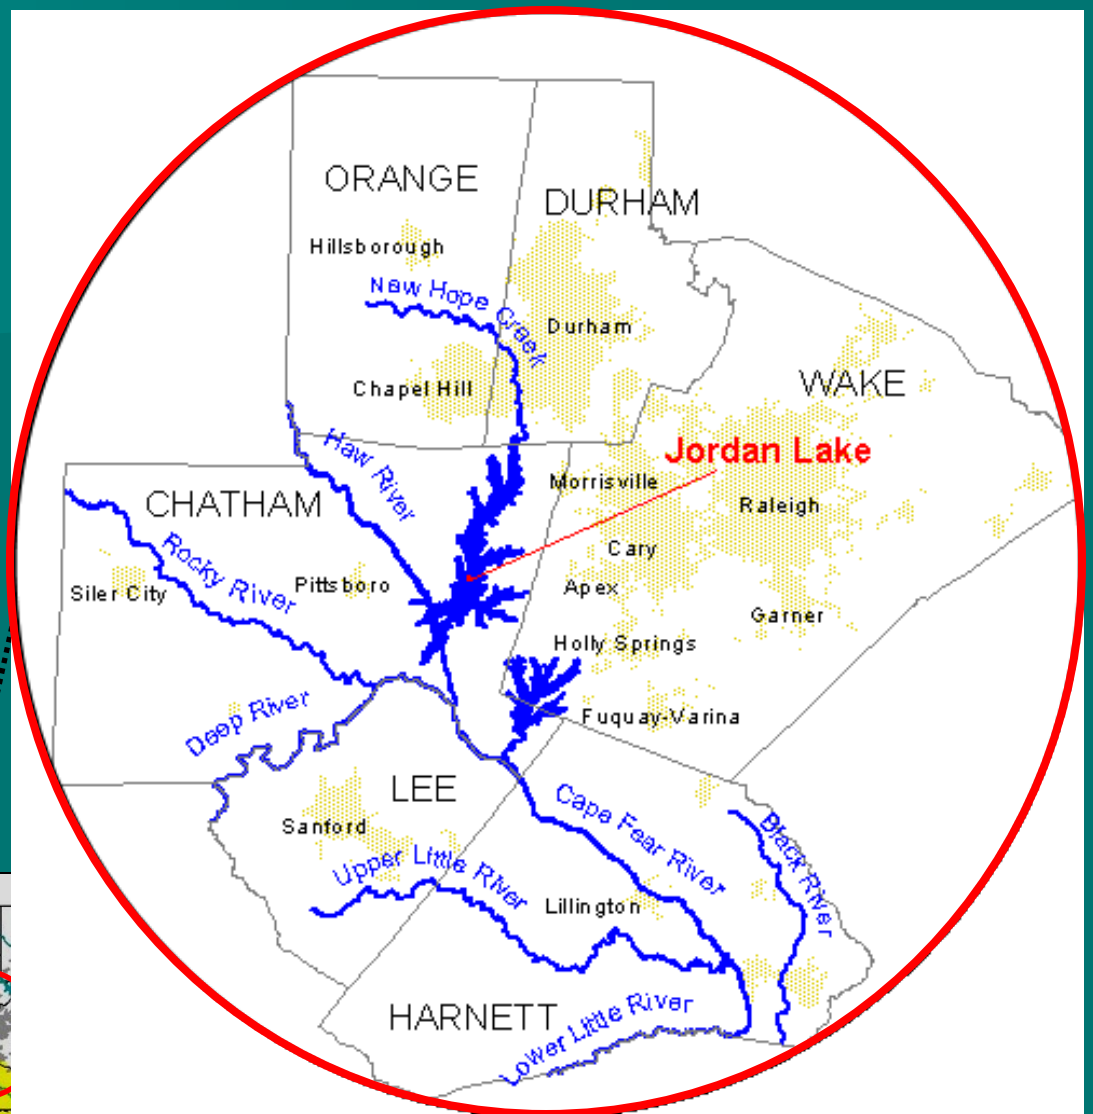 ORANGE
DURHAM
Hillsborough
New Hope Creek
Durham
Chapel Hill
WAKE
Haw River
Jordan Lake
Morrisville
CHATHAM
Raleigh
Rocky River
Cary
Siler City
Pittsboro
Apex
Garner
Holly Springs
Deep River
Fuquay-Varina
LEE
Cape Fear River
Sanford
Black River
Upper Little River
Lillington
HARNETT
Lower Little River